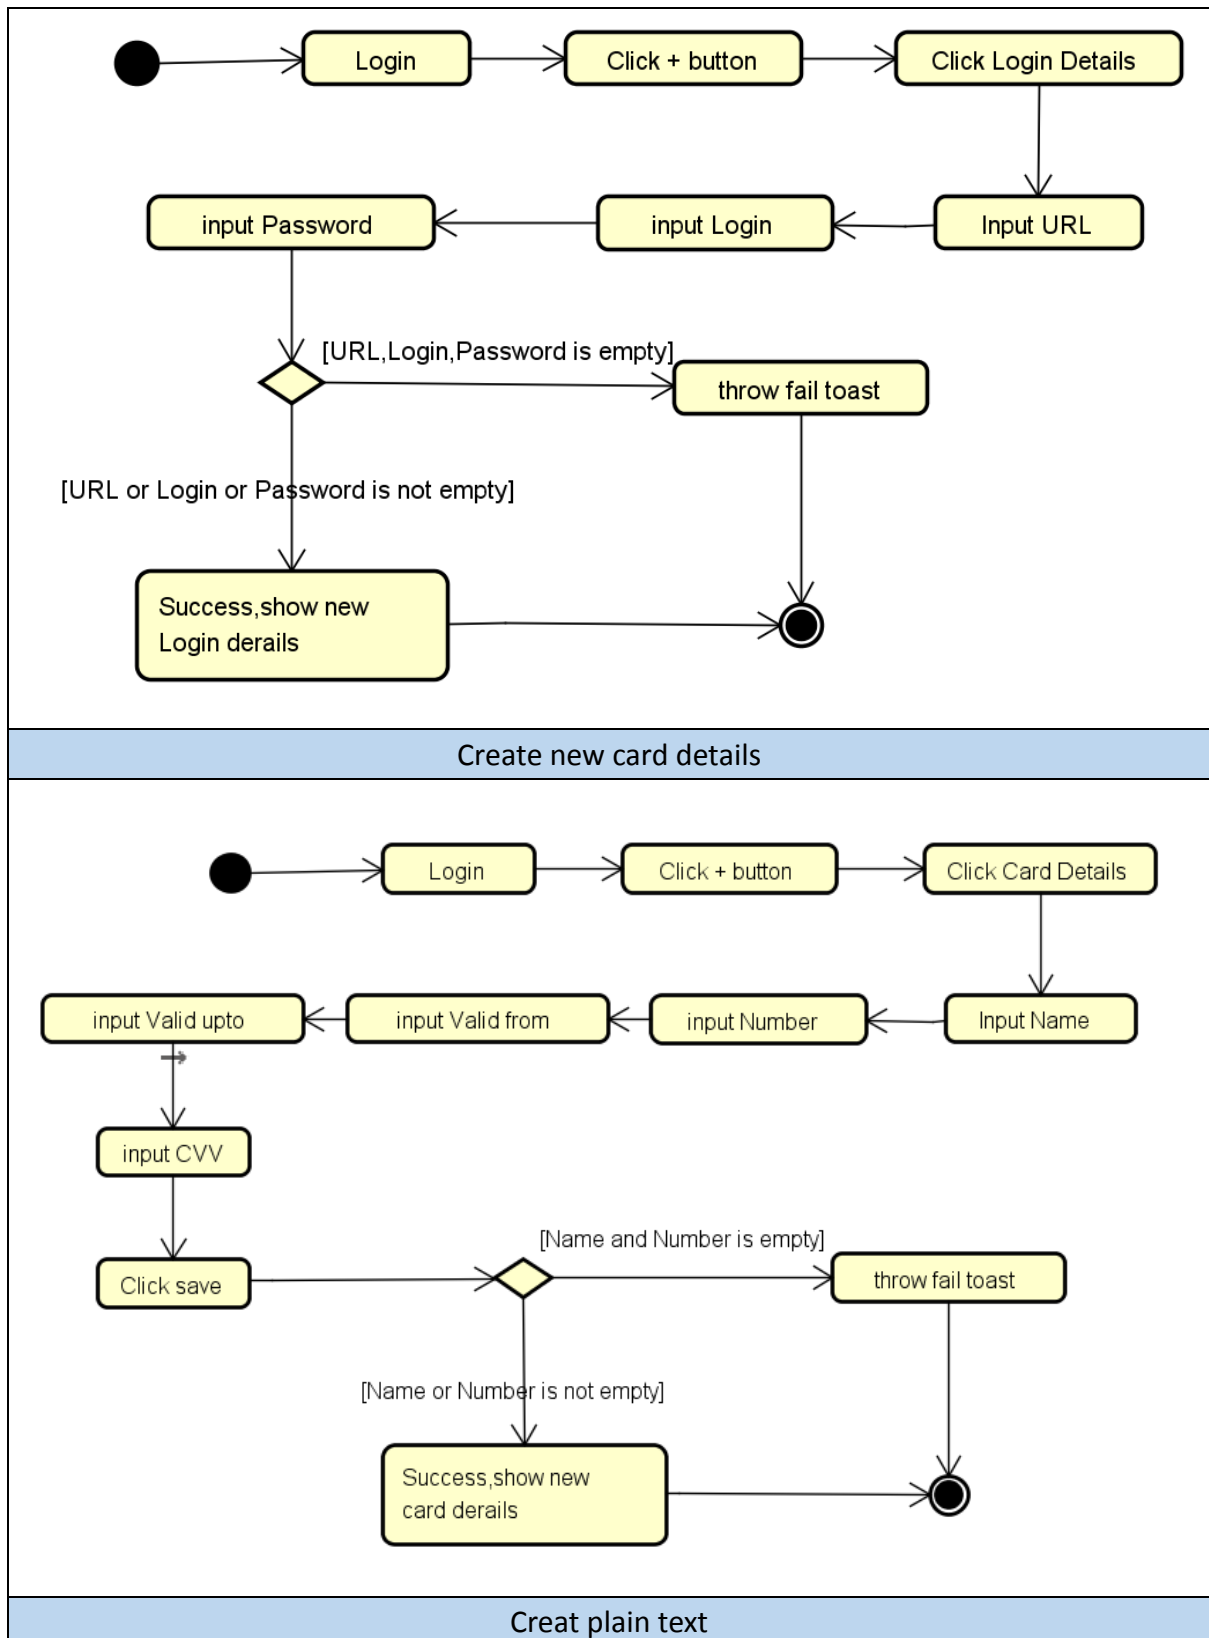 Login
Click + button
Click Login Details
input Password
input Login
Input URL
[URL,Login,Password is empty]
throw fail toast
[URL or Login or Password is not empty]
Success,show new
Login derails
Create new card details
Login
Click + button
Click Card Details
input Valid upto
input Valid from
input Number
Input Name
input CVV
[Name and Number is empty]
Click save
throw fail toast
[Name or Number is not empty]
Success,show new
card derails
Creat plain text